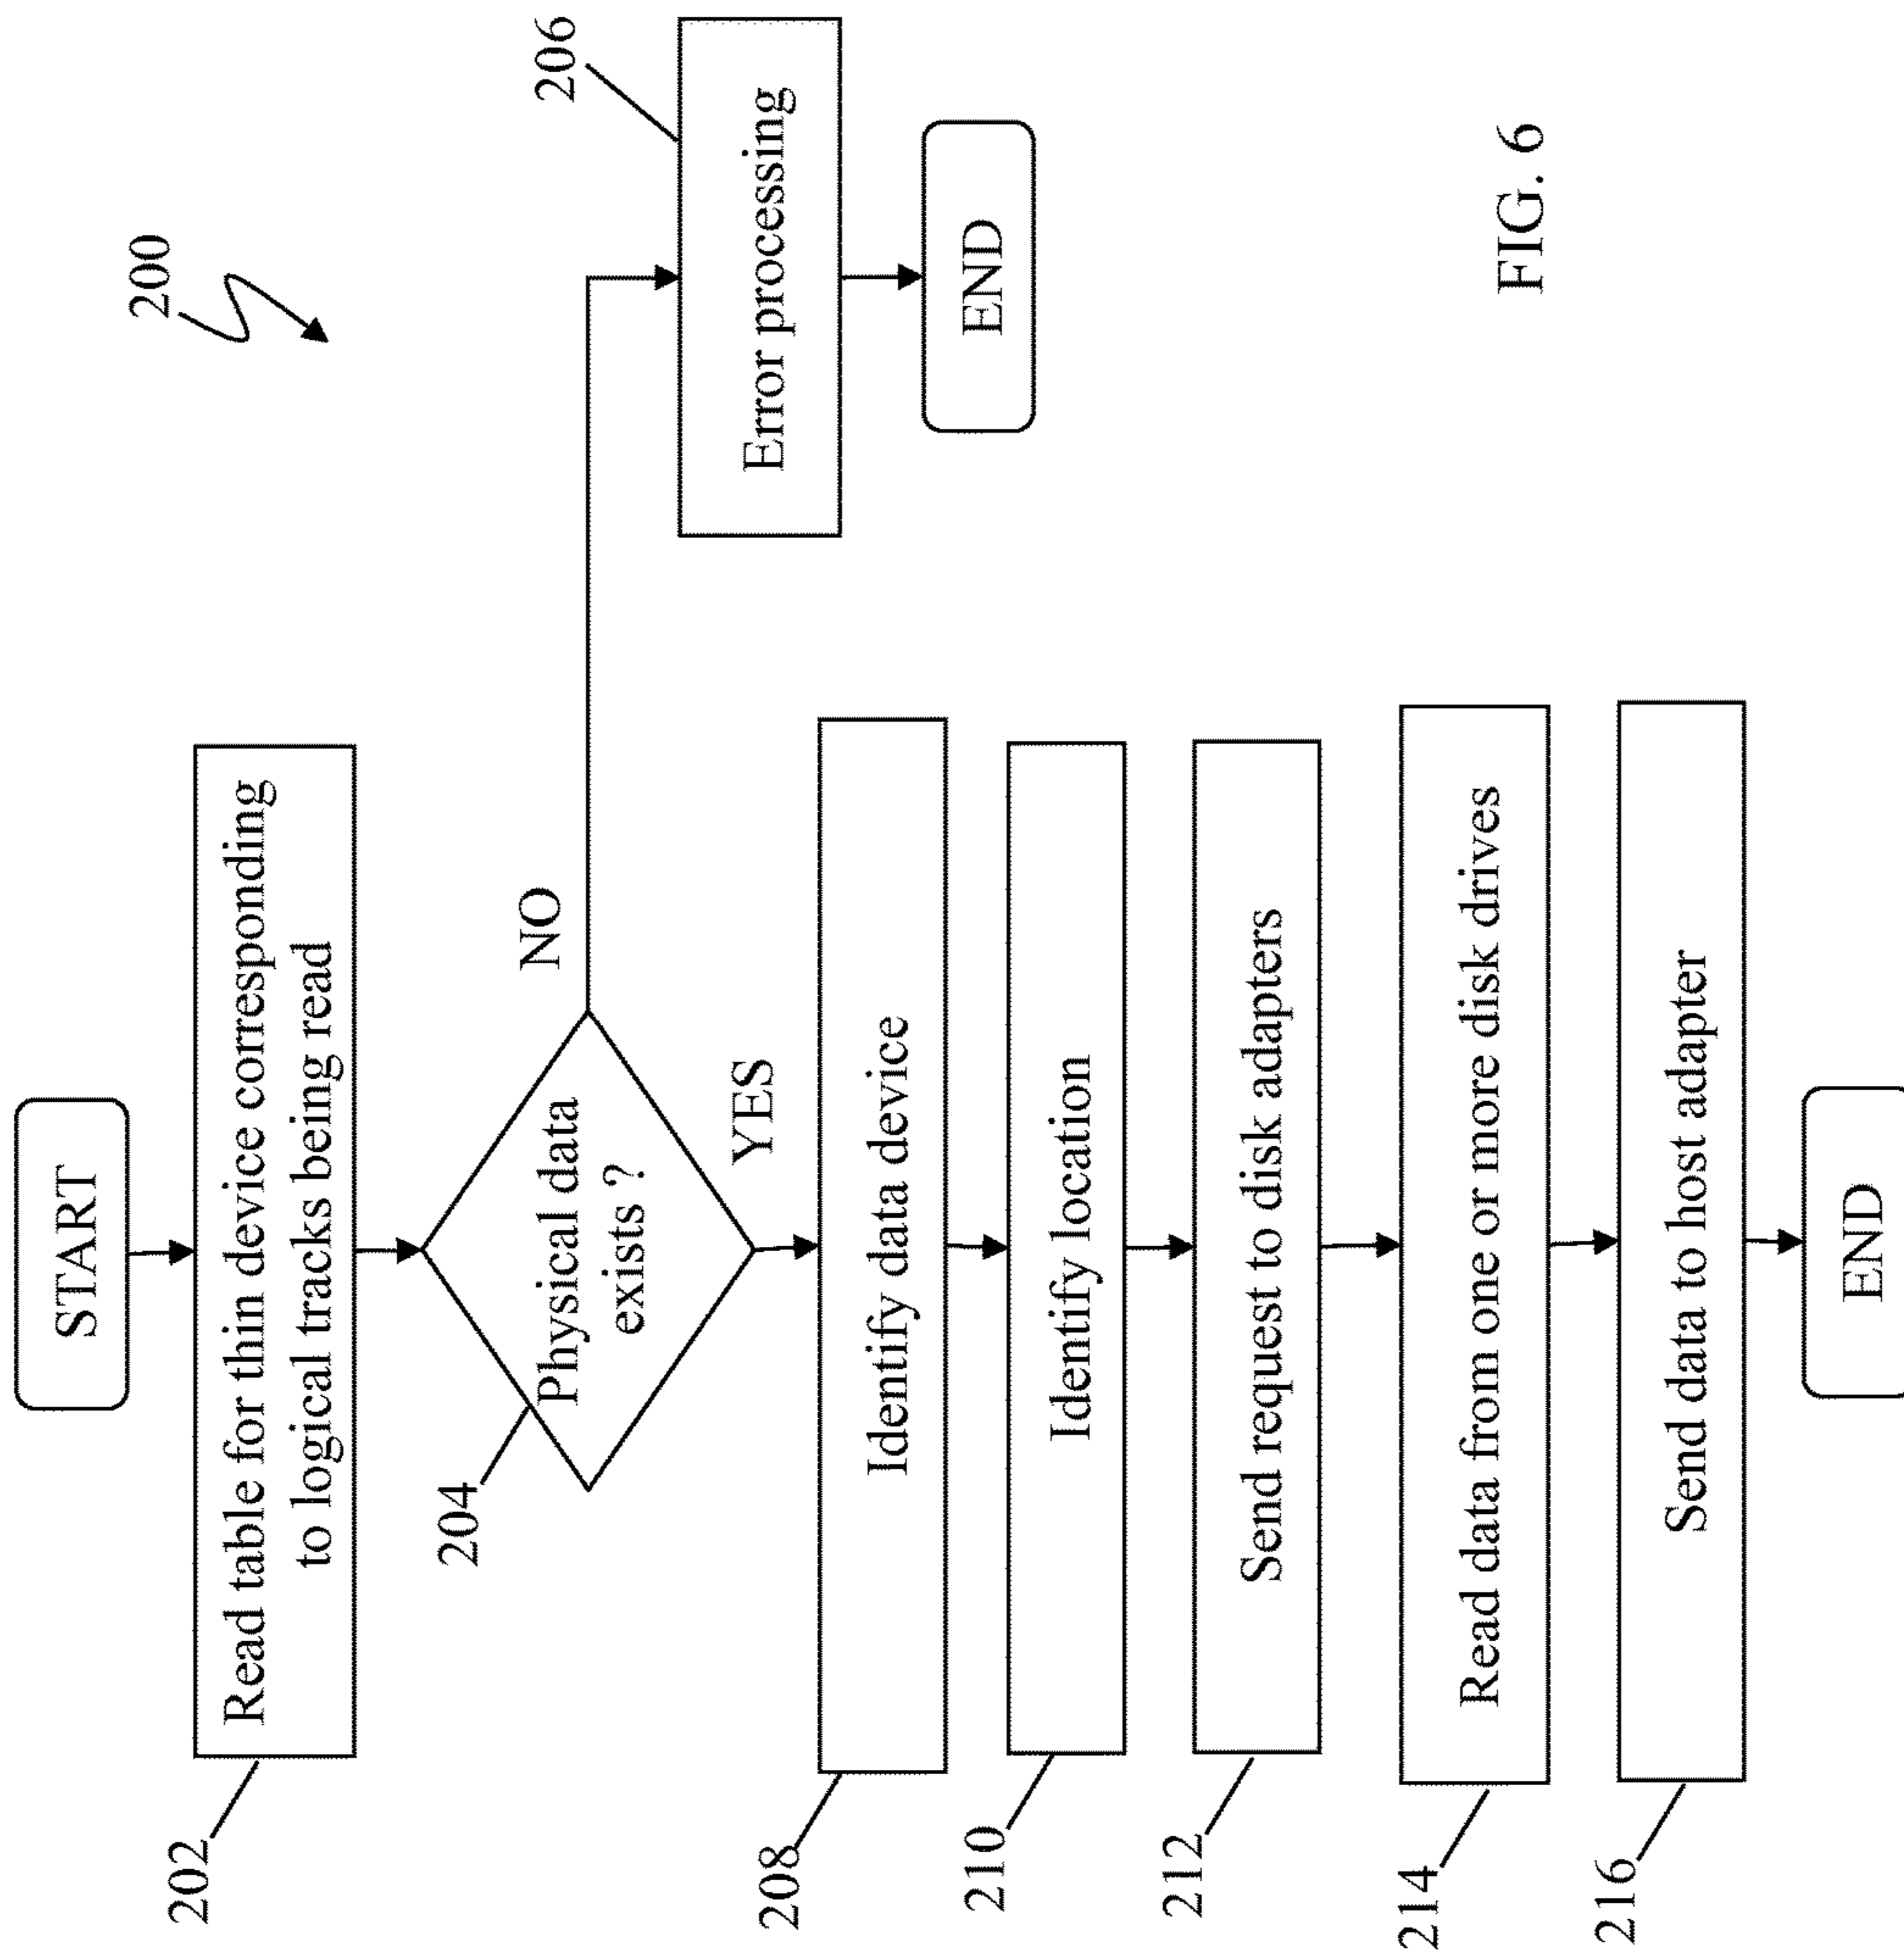 200
START
202
Read table for thin device corresponding
to logical tracks being read
204
Physical data
exists ?
NO
206
Error processing
END
YES
208
Identify data device
210
Identify location
212
Send request to disk adapters
214
Read data from one or more disk drives
216
Send data to host adapter
END
FIG. 6